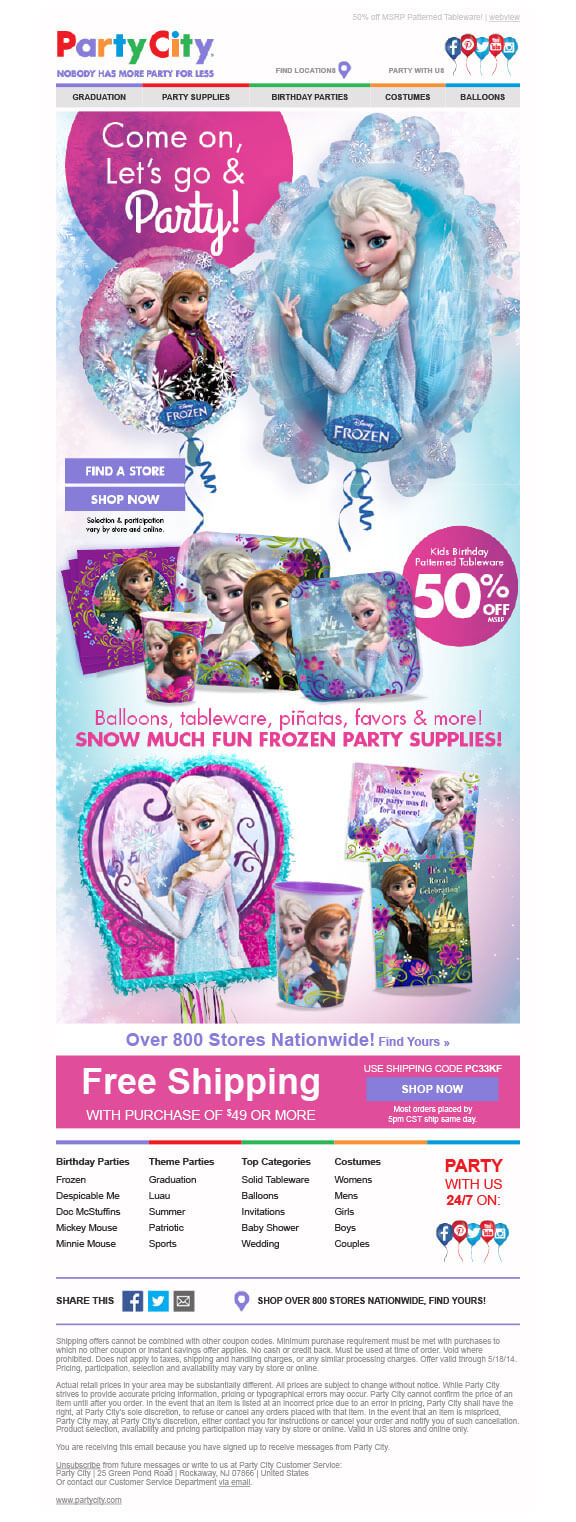 50% off MSRP Patterned Tableware! | webview
Party City
NOBODY HAS MORE PARTY FOR LESS
FIND LOCATIONS
PARTY WITH US
GRADUATION PARTY SUPPLIES BIRTHDAY PARTIES COSTUMES BALLOONS
Come on,
Let's go &
Party!
Disney
FROZEN
Disney
FROZEN
FIND A STORE
SHOP NOW
Selection & participation
vary by store and online.
Kids Birthday
Patterned Tableware
50%
OFF
MSRP
Balloons, tableware, piñatas, favors & more!
SNOW MUCH FUN FROZEN PARTY SUPPLIES!
Thanks to you,
my party was fit
for a queen!
It's a
Royal
Celebration!
Over 800 Stores Nationwide! Find Yours »
Free Shipping
WITH PURCHASE OF $49 OR MORE
USE SHIPPING CODE PC33KF
SHOP NOW
Most orders placed by
5pm CST ship same day.
Birthday Parties
Frozen
Despicable Me
Doc McStuffins
Mickey Mouse
Minnie Mouse
Theme Parties
Graduation
Luau
Summer
Patriotic
Sports
Top Categories
Solid Tableware
Balloons
Invitations
Baby Shower
Wedding
Costumes
Womens
Mens
Girls
Boys
Couples
PARTY
WITH US
24/7 ON:
SHARE THIS
SHOP OVER 800 STORES NATIONWIDE, FIND YOURS!
Shipping offers cannot be combined with other coupon codes. Minimum purchase requirement must be met with purchases to
which no other coupon or instant savings offer applies. No cash or credit back. Must be used at time of order. Void where
prohibited. Does not apply to taxes, shipping and handling charges, or any similar processing charges. Offer valid through 5/18/14.
Pricing, participation, selection and availability may vary by store or online.
Actual retail prices in your area may be substantially different. All prices are subject to change without notice. While Party City
strives to provide accurate pricing information, pricing or typographical errors may occur. Party City cannot confirm the price of an
item until after you order. In the event that an item is listed at an incorrect price due to an error in pricing, Party City shall have the
right, at Party City's sole discretion, to refuse or cancel any orders placed with that item. In the event that an item is mispriced,
Party City may, at Party City's discretion, either contact you for instructions or cancel your order and notify you of such cancellation.
Product selection, availability and pricing participation may vary by store or online. Valid in US stores and online only.
You are receiving this email because you have signed up to receive messages from Party City.
Unsubscribe from future messages or write to us at Party City Customer Service:
Party City | 25 Green Pond Road | Rockaway, NJ 07866 | United States
Or contact our Customer Service Department via email.
www.partycity.com